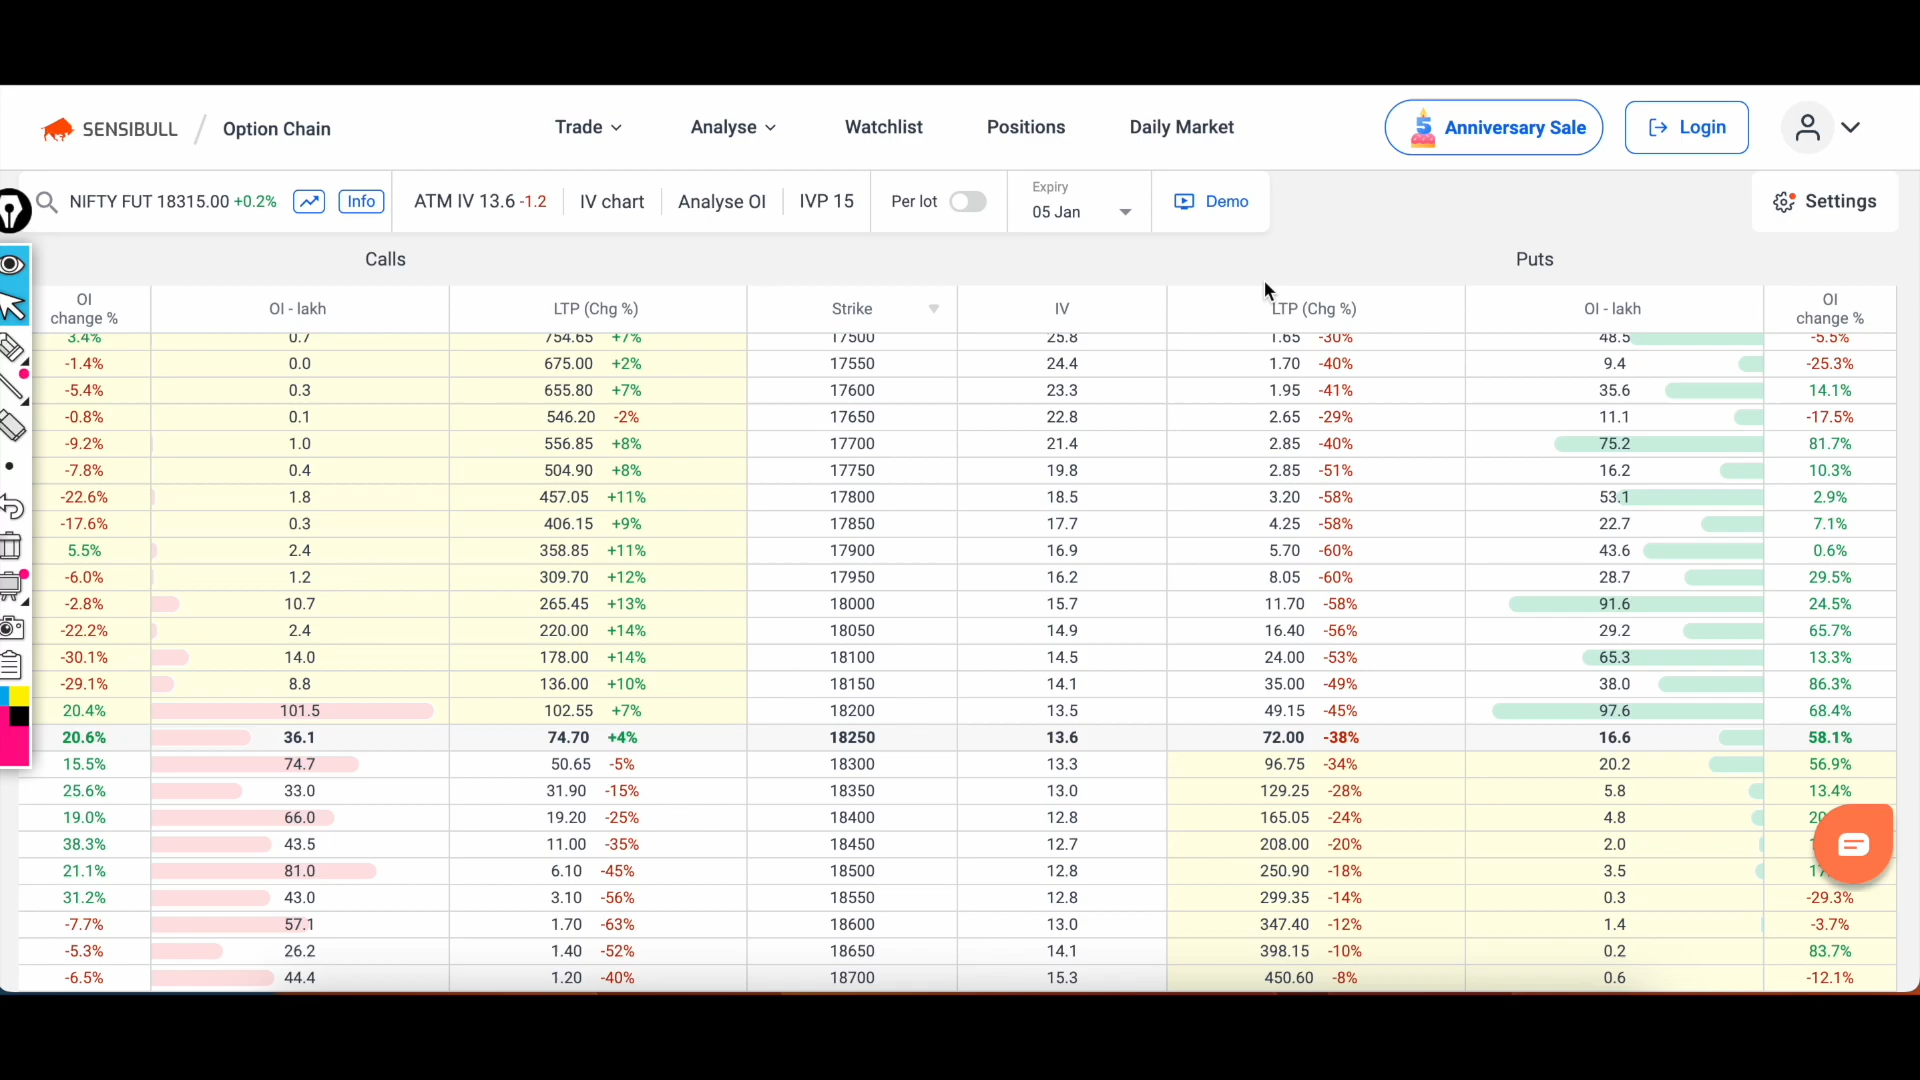 SENSIBULL / Option Chain Trade Analyse Watchlist Positions Daily Market 5 Anniversary Sale Login
NIFTY FUT 18315.00 +0.2% Info ATM IV 13.6 -1.2 IV chart Analyse OI IVP 15 Per lot Expiry 05 Jan Demo Settings
Calls Puts
OI change % OI - lakh LTP (Chg %) Strike IV LTP (Chg %) OI - lakh OI change %
3.4% 0.7 754.65 +7% 17500 25.8 1.65 -30% 48.5 -5.5%
-1.4% 0.0 675.00 +2% 17550 24.4 1.70 -40% 9.4 -25.3%
-5.4% 0.3 655.80 +7% 17600 23.3 1.95 -41% 35.6 14.1%
-0.8% 0.1 546.20 -2% 17650 22.8 2.65 -29% 11.1 -17.5%
-9.2% 1.0 556.85 +8% 17700 21.4 2.85 -40% 75.2 81.7%
-7.8% 0.4 504.90 +8% 17750 19.8 2.85 -51% 16.2 10.3%
-22.6% 1.8 457.05 +11% 17800 18.5 3.20 -58% 53.1 2.9%
-17.6% 0.3 406.15 +9% 17850 17.7 4.25 -58% 22.7 7.1%
5.5% 2.4 358.85 +11% 17900 16.9 5.70 -60% 43.6 0.6%
-6.0% 1.2 309.70 +12% 17950 16.2 8.05 -60% 28.7 29.5%
-2.8% 10.7 265.45 +13% 18000 15.7 11.70 -58% 91.6 24.5%
-22.2% 2.4 220.00 +14% 18050 14.9 16.40 -56% 29.2 65.7%
-30.1% 14.0 178.00 +14% 18100 14.5 24.00 -53% 65.3 13.3%
-29.1% 8.8 136.00 +10% 18150 14.1 35.00 -49% 38.0 86.3%
20.4% 101.5 102.55 +7% 18200 13.5 49.15 -45% 97.6 68.4%
20.6% 36.1 74.70 +4% 18250 13.6 72.00 -38% 16.6 58.1%
15.5% 74.7 50.65 -5% 18300 13.3 96.75 -34% 20.2 56.9%
25.6% 33.0 31.90 -15% 18350 13.0 129.25 -28% 5.8 13.4%
19.0% 66.0 19.20 -25% 18400 12.8 165.05 -24% 4.8
38.3% 43.5 11.00 -35% 18450 12.7 208.00 -20% 2.0
21.1% 81.0 6.10 -45% 18500 12.8 250.90 -18% 3.5
31.2% 43.0 3.10 -56% 18550 12.8 299.35 -14% 0.3 -29.3%
-7.7% 57.1 1.70 -63% 18600 13.0 347.40 -12% 1.4 -3.7%
-5.3% 26.2 1.40 -52% 18650 14.1 398.15 -10% 0.2 83.7%
-6.5% 44.4 1.20 -40% 18700 15.3 450.60 -8% 0.6 -12.1%